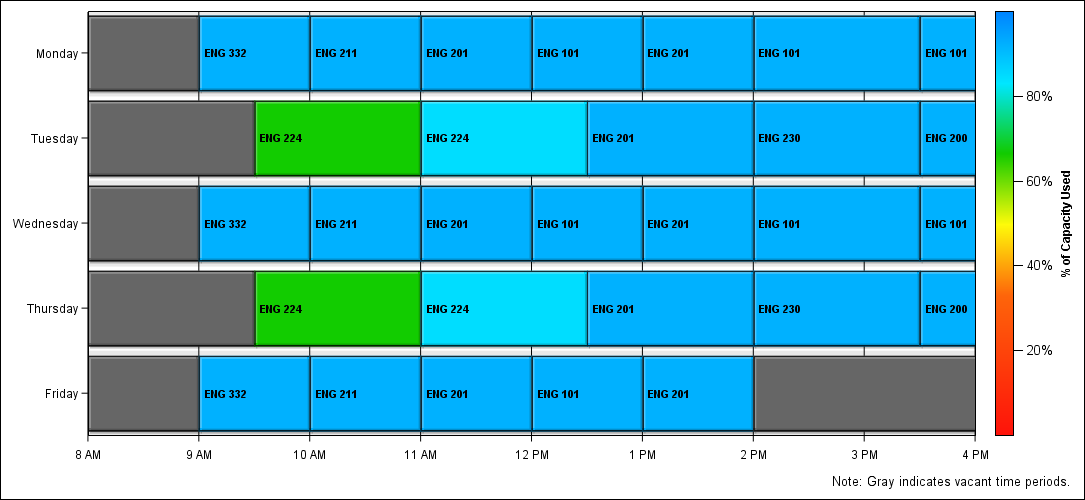 Monday
ENG 332
ENG 211
ENG 201
ENG 101
ENG 201
ENG 101
ENG 101
Tuesday
ENG 224
ENG 224
ENG 201
ENG 230
ENG 200
Wednesday
ENG 332
ENG 211
ENG 201
ENG 101
ENG 201
ENG 101
ENG 101
Thursday
ENG 224
ENG 224
ENG 201
ENG 230
ENG 200
Friday
ENG 332
ENG 211
ENG 201
ENG 101
ENG 201
8 AM
9 AM
10 AM
11 AM
12 PM
1 PM
2 PM
3 PM
4 PM
80%
60%
40%
20%
% of Capacity Used
Note: Gray indicates vacant time periods.